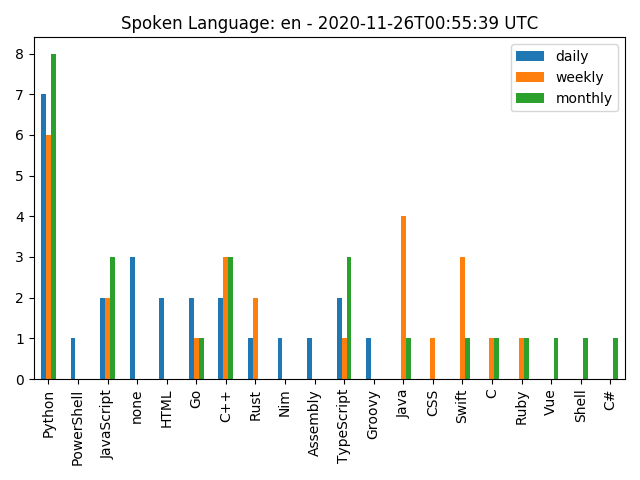 Spoken Language: en - 2020-11-26T00:55:39 UTC
daily
weekly
monthly
8
7
6
5
4
3
2
1
0
Python
PowerShell
JavaScript
none
HTML
Go
C++
Rust
Nim
Assembly
TypeScript
Groovy
Java
CSS
Swift
C
Ruby
Vue
Shell
C#